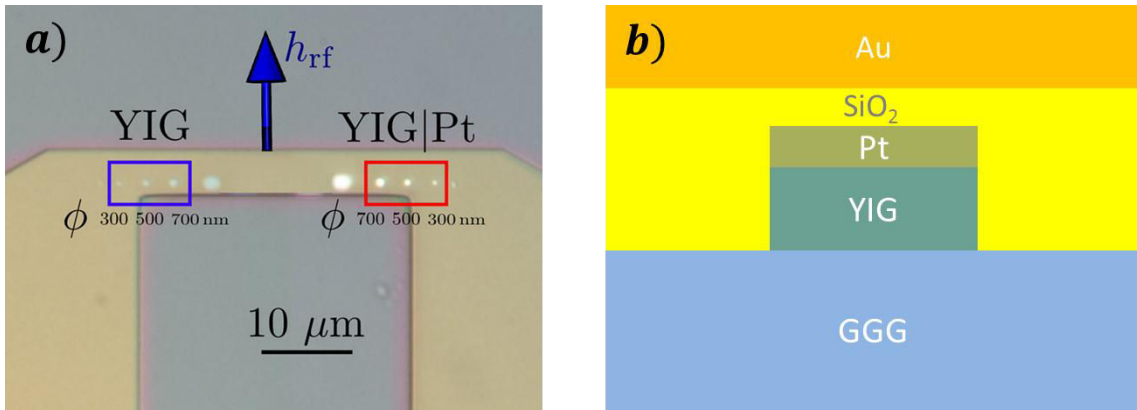 a)
h_rf
YIG
YIG|Pt
ϕ 300 500 700 nm
ϕ 700 500 300 nm
10 μm
b)
Au
SiO₂
Pt
YIG
GGG